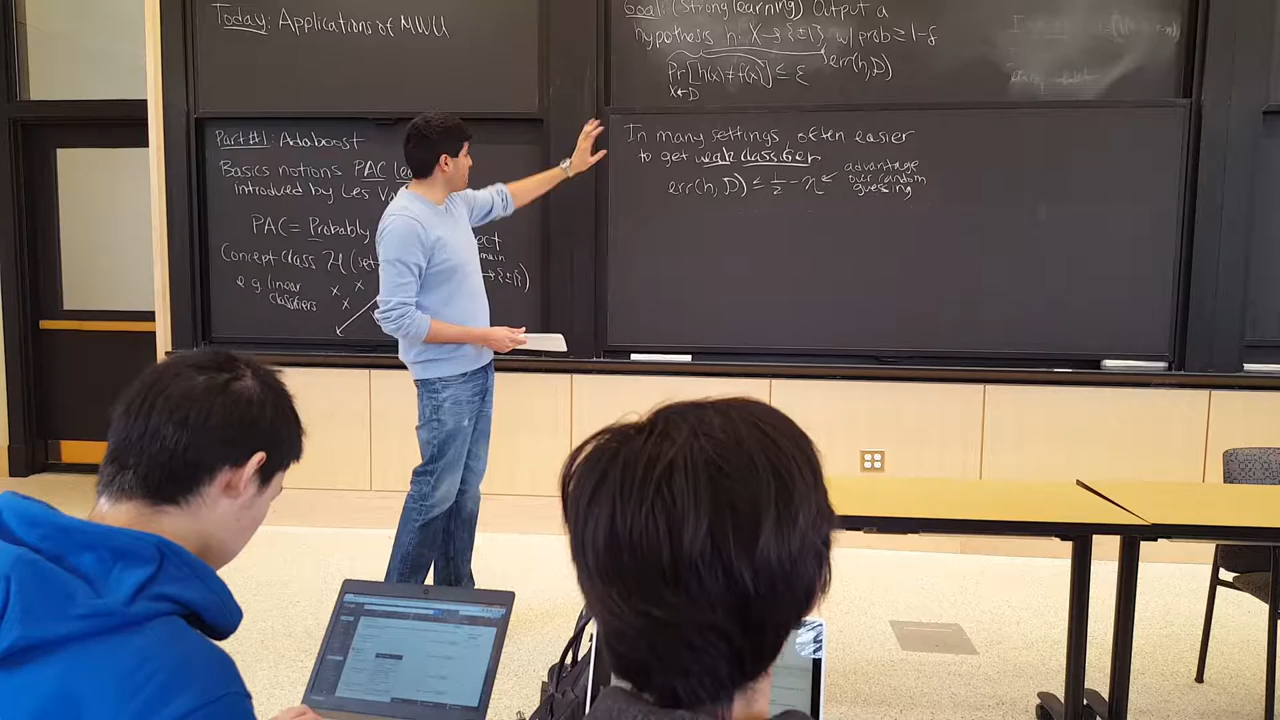 Today: Applications of MWU
Part #1: Adaboost
Basics notions PAC
introduced by Les
PAC = Probably
Concept class H (set
e.g. linear
classifiers
→{±1})
Goal: (Strong learning) Output a
hypothesis h: X→{±1} w/ prob ≥ 1-δ
err(h,D)
Pr[h(x)≠f(x)] ≤ ε
x←D
In many settings, often easier
to get weak classifier
err(h,D) ≤ 1/2 - η ← advantage
over random
guessing